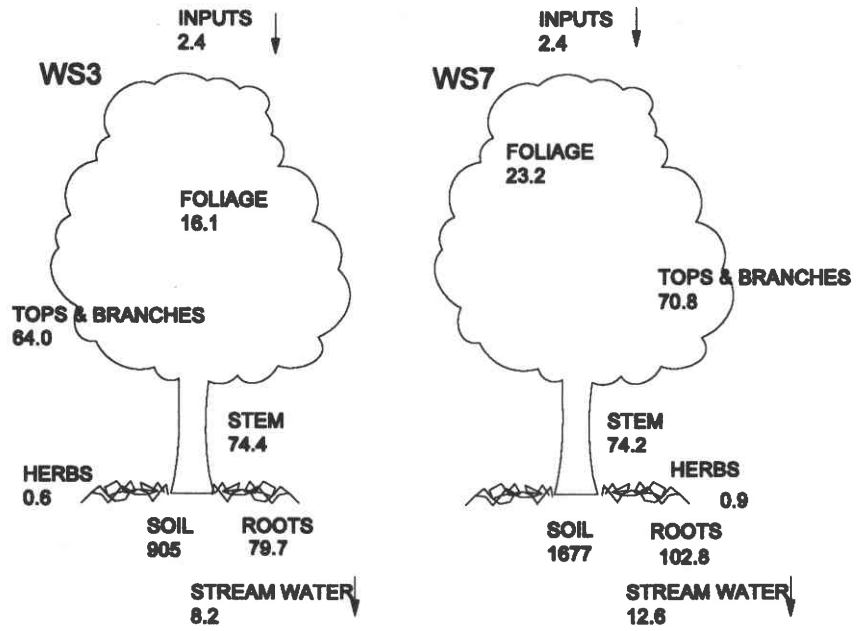 INPUTS
2.4
WS3
FOLIAGE
16.1
TOPS & BRANCHES
64.0
STEM
74.4
HERBS
0.6
SOIL
905
ROOTS
79.7
STREAM WATER
8.2
INPUTS
2.4
WS7
FOLIAGE
23.2
TOPS & BRANCHES
70.8
STEM
74.2
HERBS
0.9
SOIL
1677
ROOTS
102.8
STREAM WATER
12.6